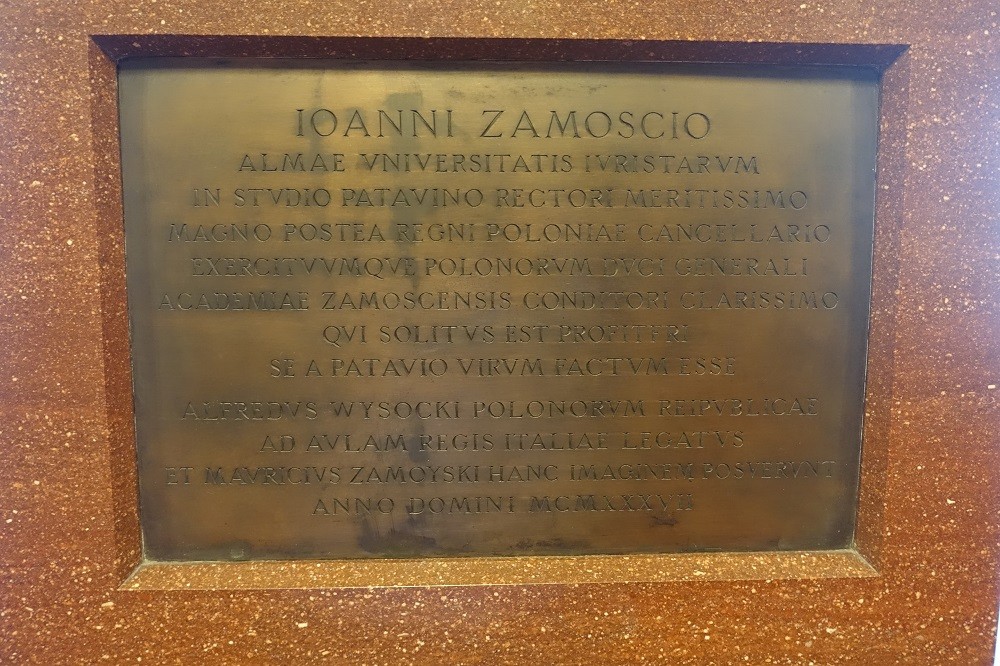 IOANNI ZAMOSCIO
ALMAE VNIVERSITATIS IVRISTARVM
IN STVDIO PATAVINO RECTORI MERITISSIMO
MAGNO POSTEA REGNI POLONIAE CANCELLARIO
EXERCITVVMQVE POLONORVM DVCI GENERALI
ACADEMIAE ZAMOSCENSIS CONDITORI CLARISSIMO
QVI SOLITVS EST PROFITERI
SE A PATAVIO VIRVM FACTVM ESSE
ALFREDVS WYSOCKI POLONORVM REIPVBLICAE
AD AVLAM REGIS ITALIAE LEGATVS
ET MAVRICIVS ZAMOYSKI HANC IMAGINEM POSVERVNT
ANNO DOMINI MCMXXXVII